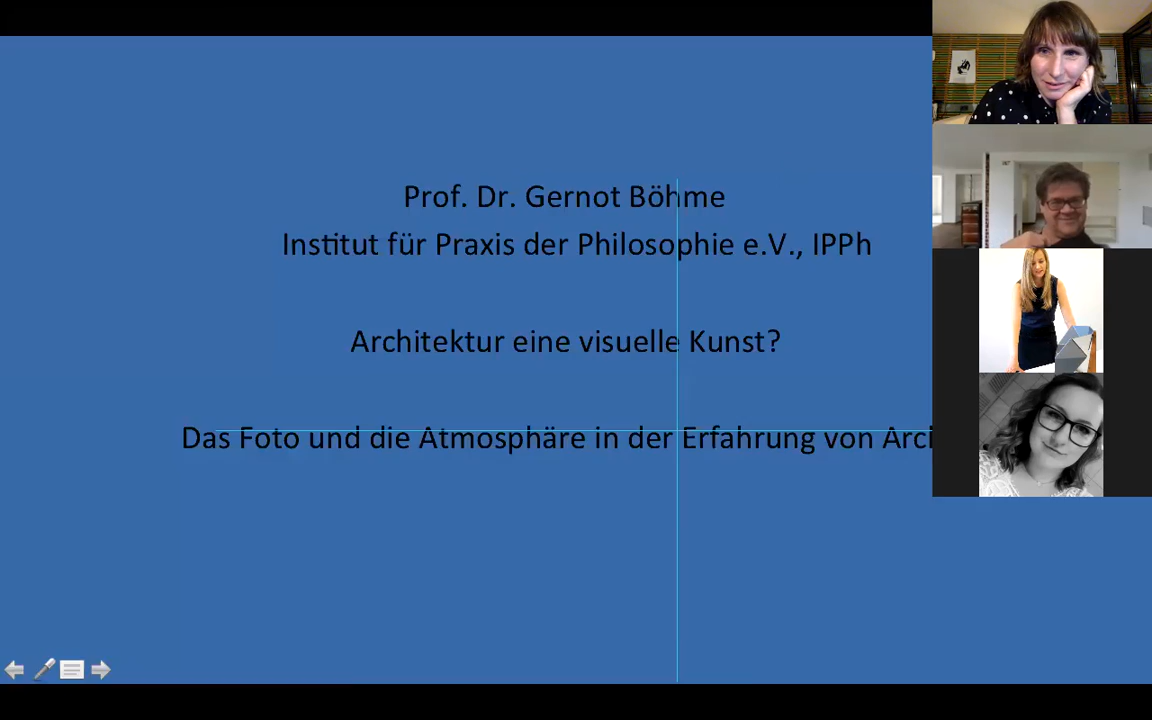 Prof. Dr. Gernot Böhme
Institut für Praxis der Philosophie e.V., IPPh
Architektur eine visuelle Kunst?
Das Foto und die Atmosphäre in der Erfahrung von